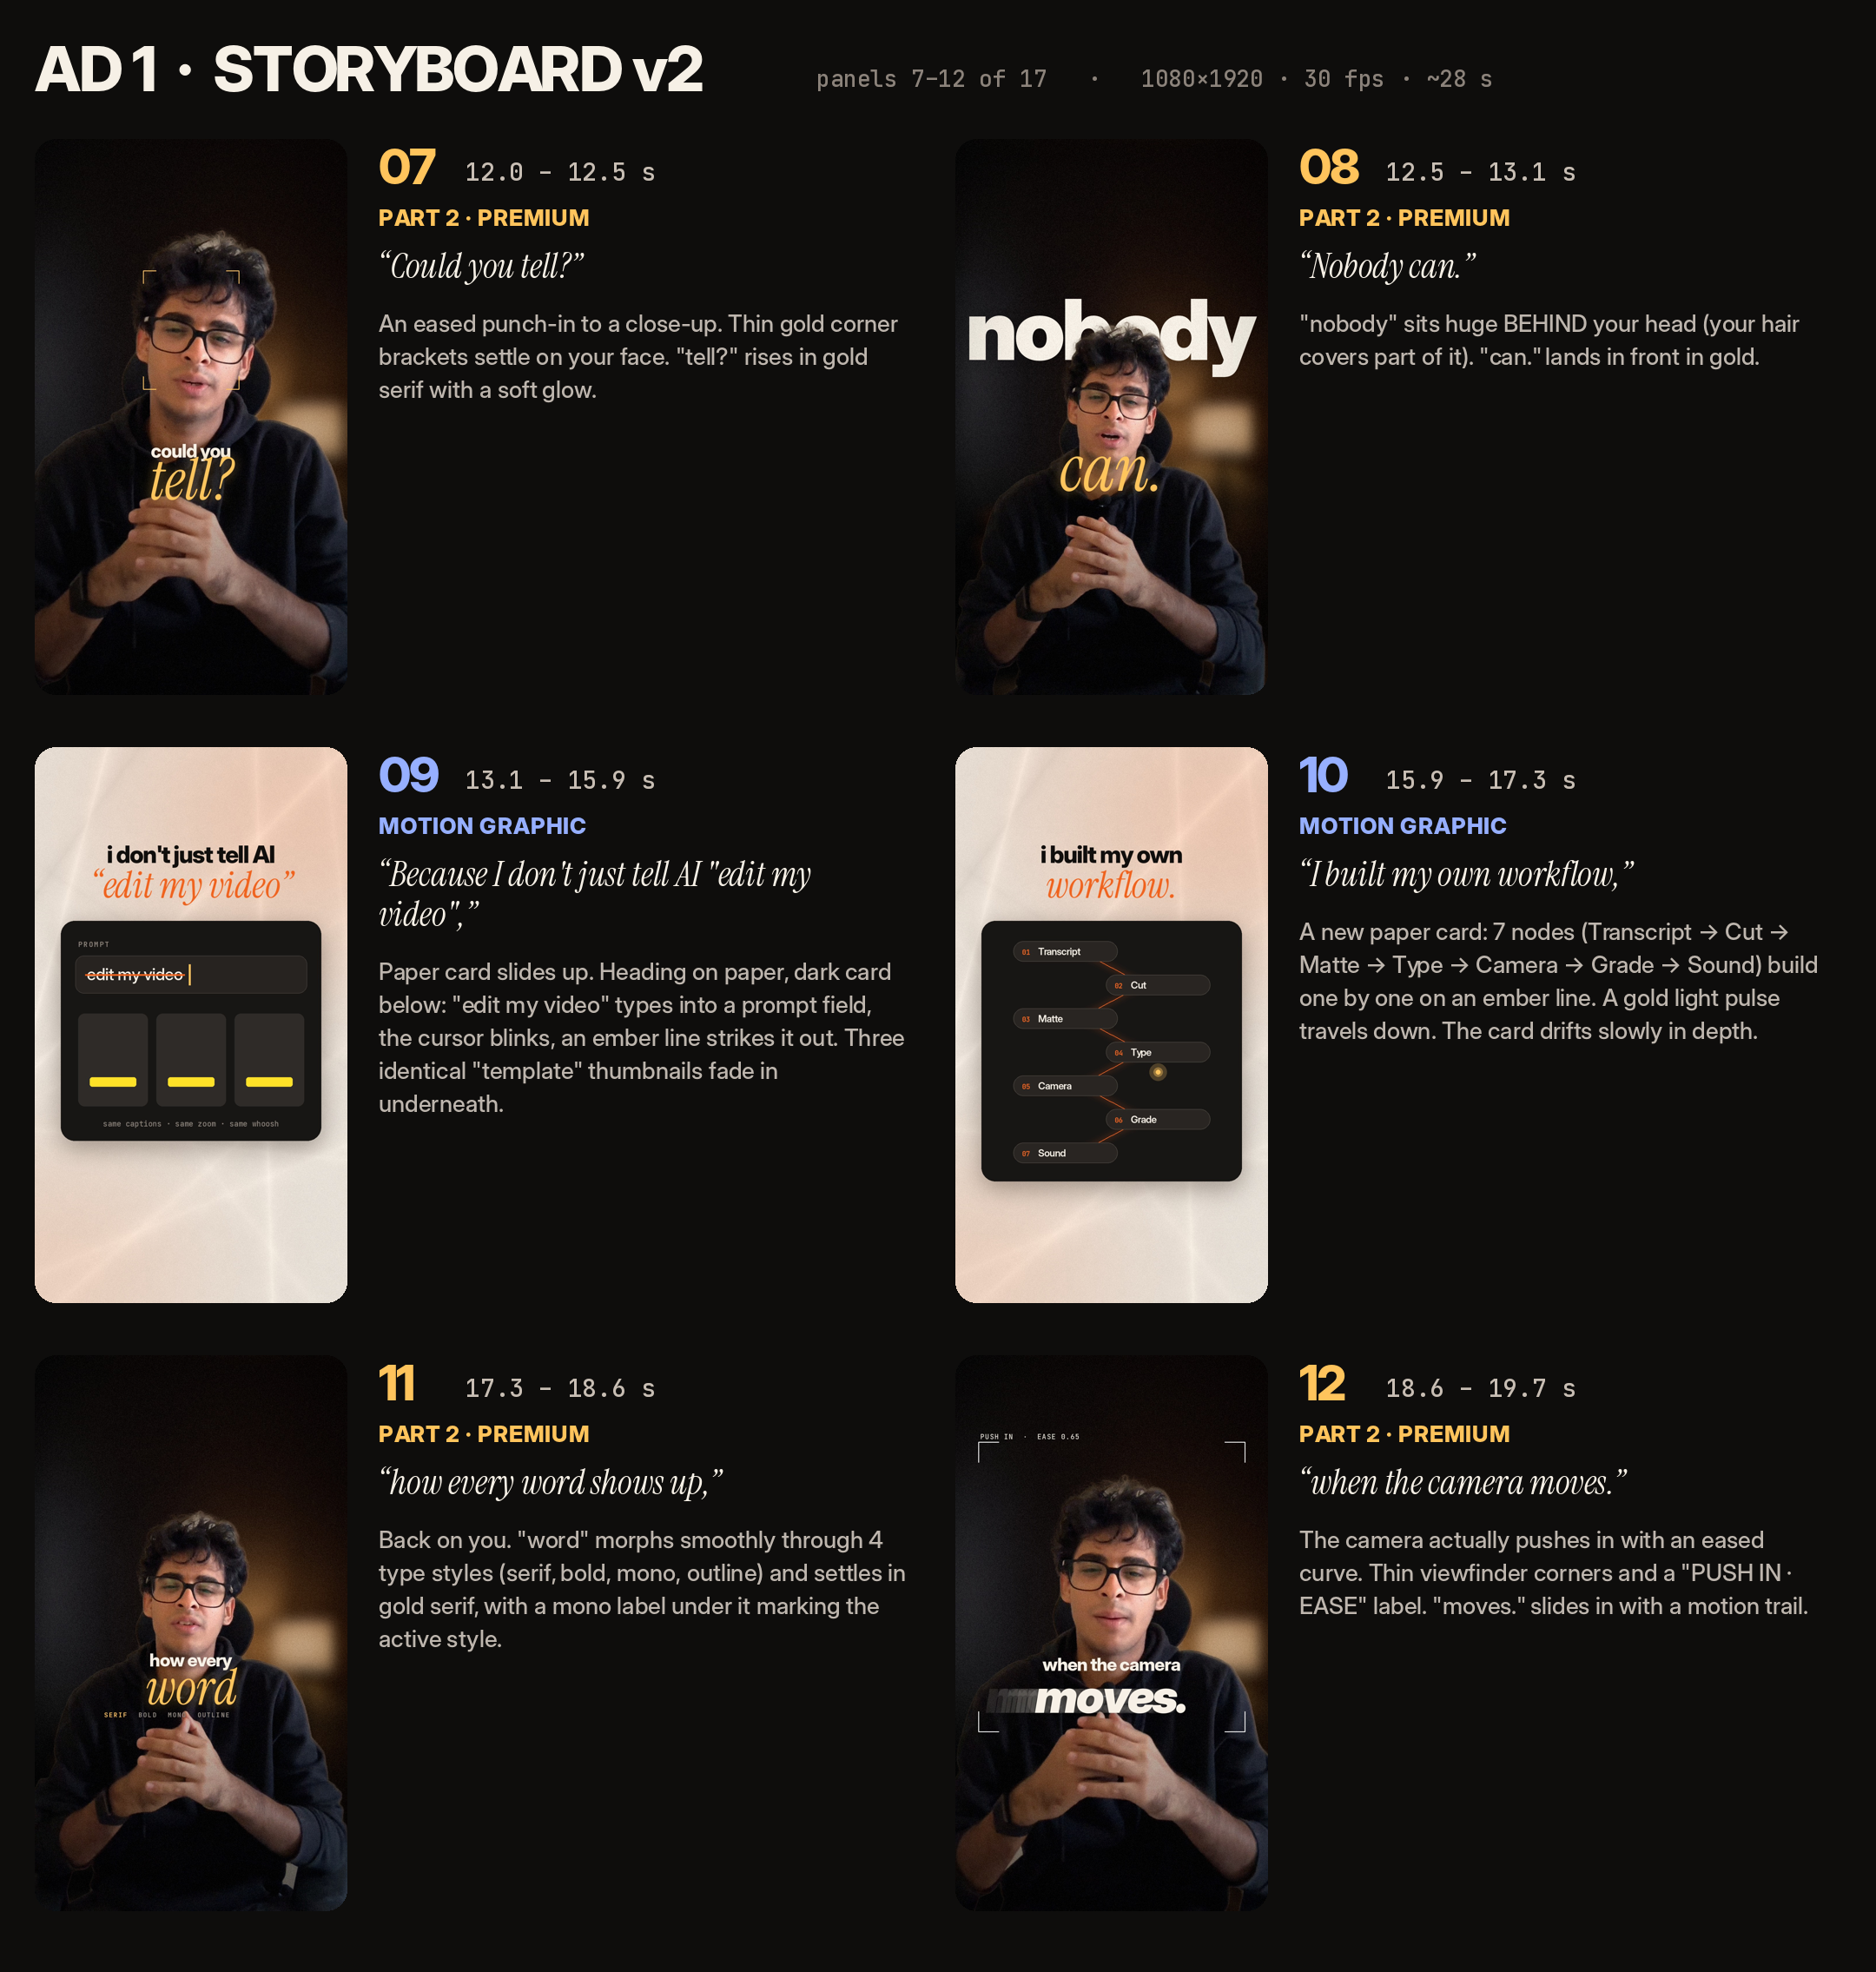 AD 1 · STORYBOARD v2
panels 7–12 of 17 · 1080×1920 · 30 fps · ~28 s
could you
tell?
07 12.0 – 12.5 s
PART 2 · PREMIUM
“Could you tell?”
An eased punch-in to a close-up. Thin gold corner
brackets settle on your face. "tell?" rises in gold
serif with a soft glow.
nobody
can.
08 12.5 – 13.1 s
PART 2 · PREMIUM
“Nobody can.”
"nobody" sits huge BEHIND your head (your hair
covers part of it). "can." lands in front in gold.
i don't just tell AI
“edit my video”
PROMPT
edit my video
same captions · same zoom · same whoosh
09 13.1 – 15.9 s
MOTION GRAPHIC
“Because I don't just tell AI "edit my
video",”
Paper card slides up. Heading on paper, dark card
below: "edit my video" types into a prompt field,
the cursor blinks, an ember line strikes it out. Three
identical "template" thumbnails fade in
underneath.
i built my own
workflow.
01 Transcript
02 Cut
03 Matte
04 Type
05 Camera
06 Grade
07 Sound
10 15.9 – 17.3 s
MOTION GRAPHIC
“I built my own workflow,”
A new paper card: 7 nodes (Transcript → Cut →
Matte → Type → Camera → Grade → Sound) build
one by one on an ember line. A gold light pulse
travels down. The card drifts slowly in depth.
how every
word
SERIF BOLD MONO OUTLINE
11 17.3 – 18.6 s
PART 2 · PREMIUM
“how every word shows up,”
Back on you. "word" morphs smoothly through 4
type styles (serif, bold, mono, outline) and settles in
gold serif, with a mono label under it marking the
active style.
PUSH IN · EASE 0.65
when the camera
moves.
12 18.6 – 19.7 s
PART 2 · PREMIUM
“when the camera moves.”
The camera actually pushes in with an eased
curve. Thin viewfinder corners and a "PUSH IN ·
EASE" label. "moves." slides in with a motion trail.